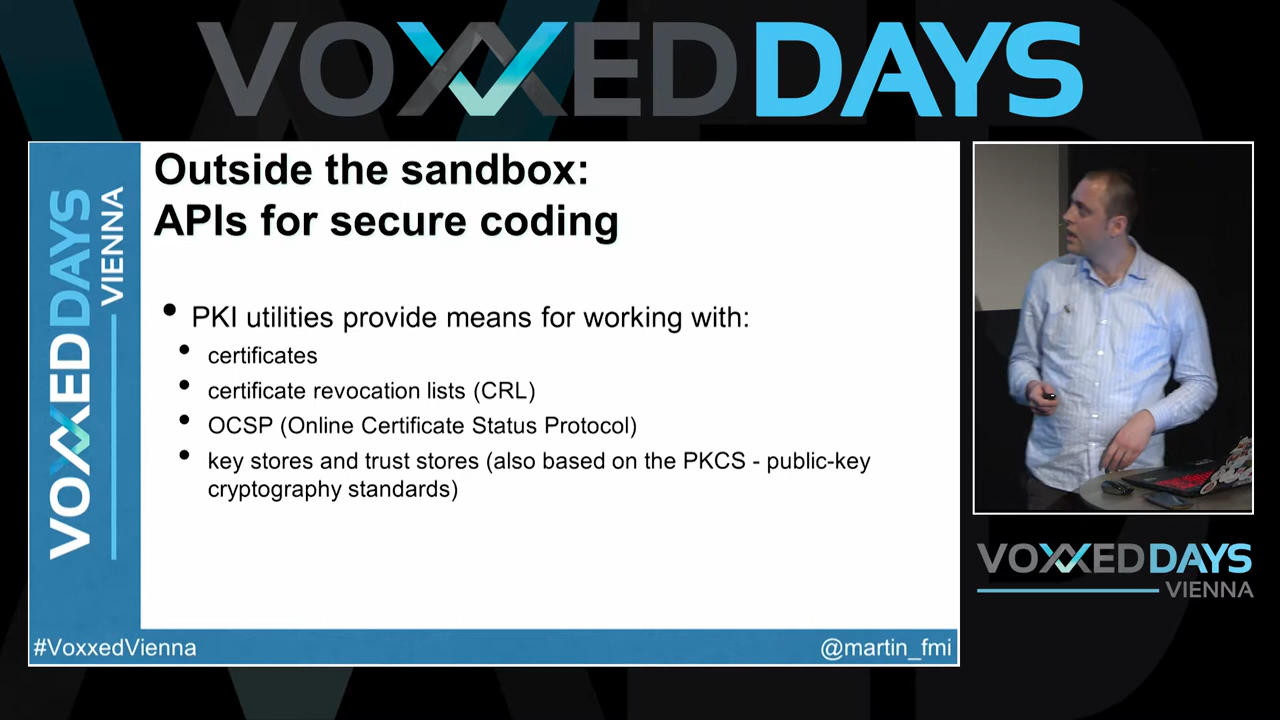 VOXXED DAYS
Outside the sandbox:
APIs for secure coding
• PKI utilities provide means for working with:
• certificates
• certificate revocation lists (CRL)
• OCSP (Online Certificate Status Protocol)
• key stores and trust stores (also based on the PKCS - public-key
cryptography standards)
VOXXED DAYS
VIENNA
#VoxxedVienna
@martin_fmi
VOXXED DAYS
VIENNA